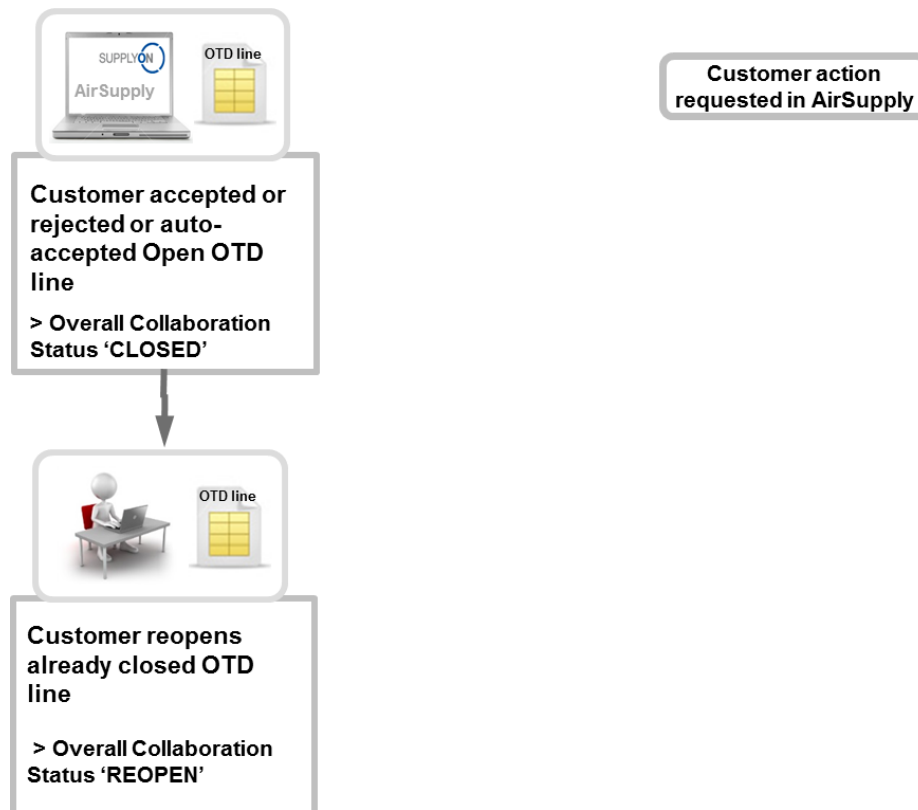 SUPPLYON
AirSupply
OTD line
Customer action
requested in AirSupply
Customer accepted or
rejected or auto-
accepted Open OTD
line
> Overall Collaboration
Status ‘CLOSED’
OTD line
Customer reopens
already closed OTD
line
> Overall Collaboration
Status ‘REOPEN’